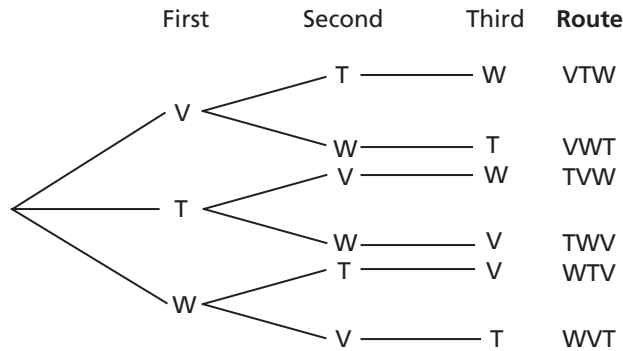 First Second Third Route
T W VTW
V
W T VWT
V W TVW
T
W V TWV
T V WTV
W
V T WVT